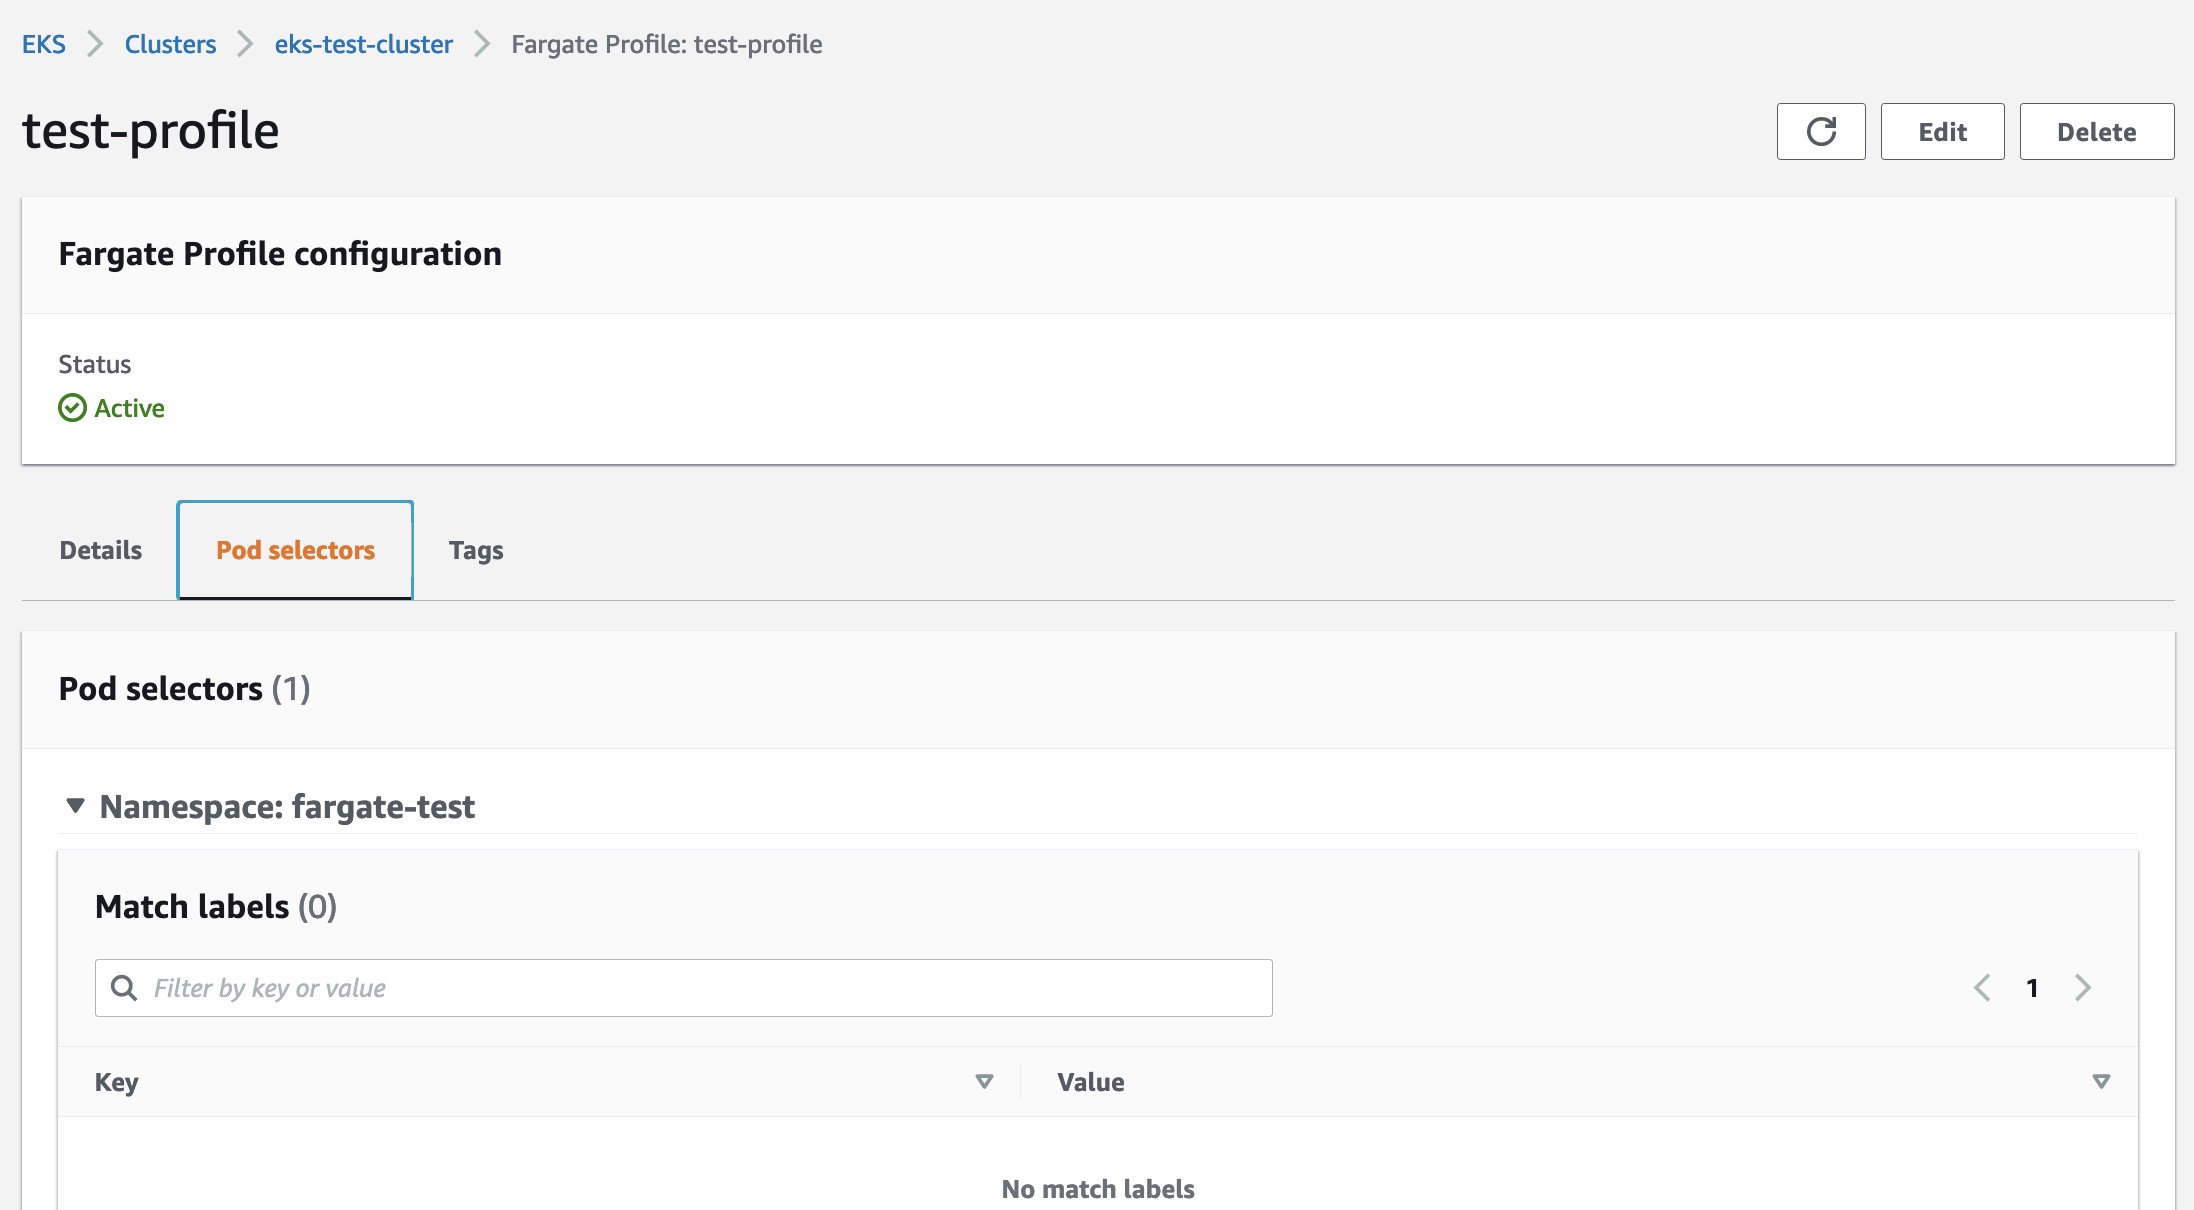 EKS > Clusters > eks-test-cluster > Fargate Profile: test-profile
test-profile
Edit
Delete
Fargate Profile configuration
Status
Active
Details
Pod selectors
Tags
Pod selectors (1)
Namespace: fargate-test
Match labels (0)
Filter by key or value
1
Key
Value
No match labels